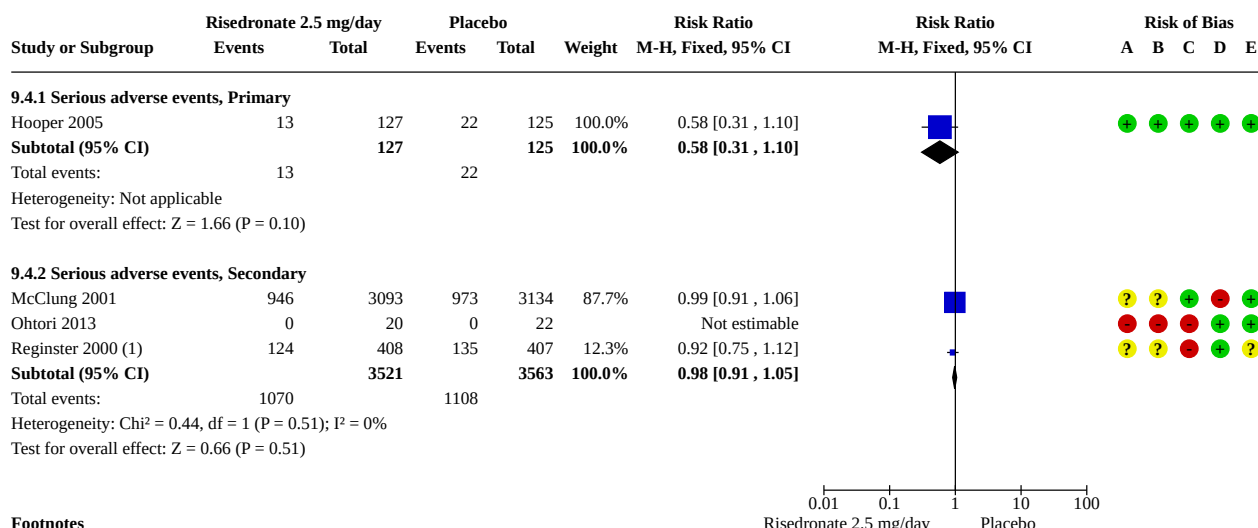 Risedronate 2.5 mg/day Placebo Risk Ratio Risk Ratio Risk of Bias
Study or Subgroup Events Total Events Total Weight M-H, Fixed, 95% CI M-H, Fixed, 95% CI A B C D E
9.4.1 Serious adverse events, Primary
Hooper 2005 13 127 22 125 100.0% 0.58 [0.31 , 1.10] + + + + +
Subtotal (95% CI) 127 125 100.0% 0.58 [0.31 , 1.10]
Total events: 13 22
Heterogeneity: Not applicable
Test for overall effect: Z = 1.66 (P = 0.10)
9.4.2 Serious adverse events, Secondary
McClung 2001 946 3093 973 3134 87.7% 0.99 [0.91 , 1.06] ? ? + - +
Ohtori 2013 0 20 0 22 Not estimable - - - + +
Reginster 2000 (1) 124 408 135 407 12.3% 0.92 [0.75 , 1.12] ? ? - + ?
Subtotal (95% CI) 3521 3563 100.0% 0.98 [0.91 , 1.05]
Total events: 1070 1108
Heterogeneity: Chi² = 0.44, df = 1 (P = 0.51); I² = 0%
Test for overall effect: Z = 0.66 (P = 0.51)
0.01 0.1 1 10 100
Risedronate 2.5 mg/day Placebo
Footnotes